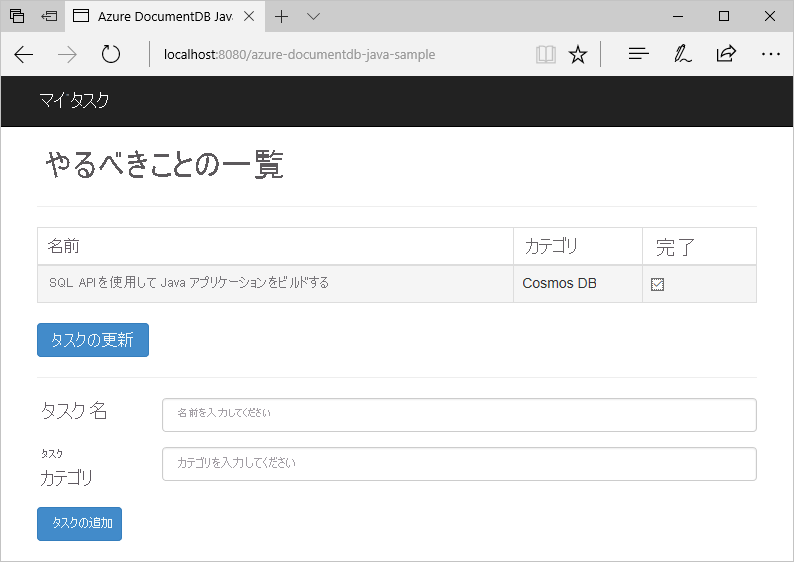 Azure DocumentDB Java
localhost:8080/azure-documentdb-java-sample
マイ タスク
やるべきことの一覧
名前 カテゴリ 完了
SQL APIを使用して Java アプリケーションをビルドする Cosmos DB
タスクの更新
タスク名 名前を入力してください
タスク
カテゴリ カテゴリを入力してください
タスクの追加